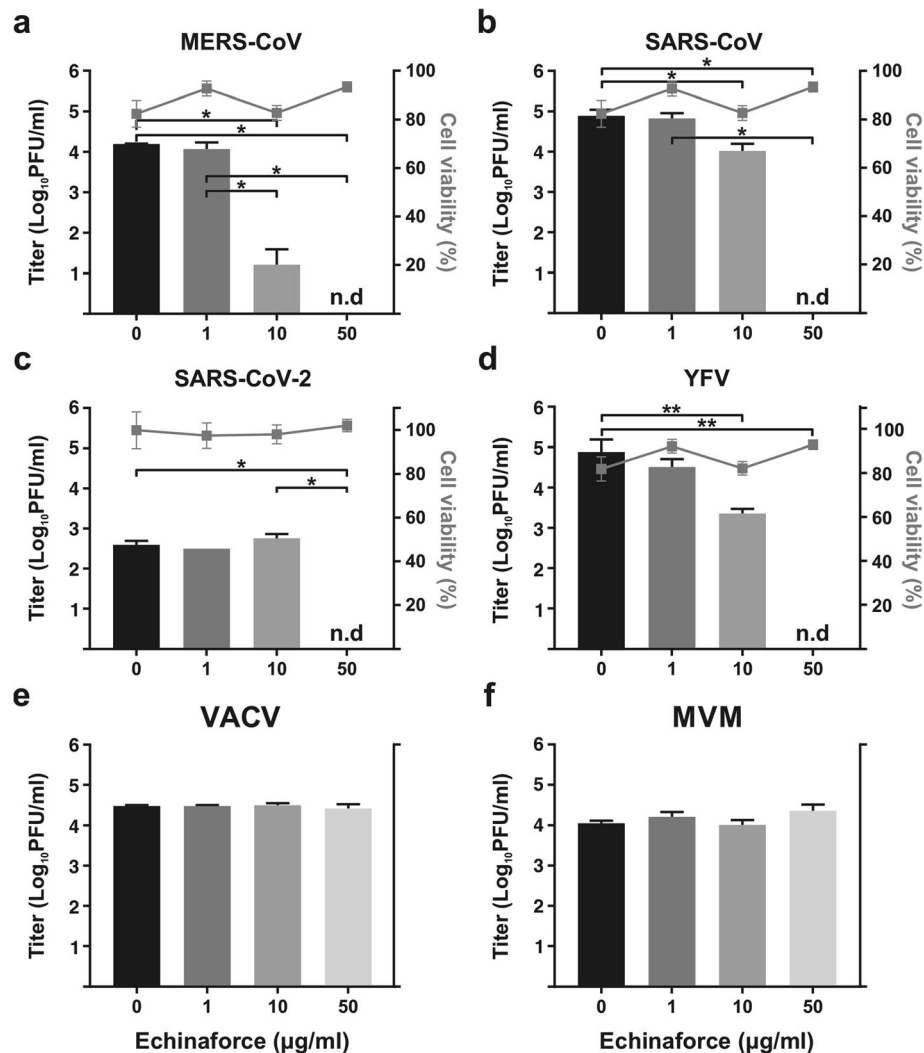 a
MERS-CoV
Titer (Log₁₀PFU/ml)
6
5
4
3
2
1
*
*
*
*
n.d
100
80
60
40
20
Cell viability (%)
0 1 10 50
b
SARS-CoV
Titer (Log₁₀PFU/ml)
6
5
4
3
2
1
*
*
*
n.d
100
80
60
40
20
Cell viability (%)
0 1 10 50
c
SARS-CoV-2
Titer (Log₁₀PFU/ml)
6
5
4
3
2
1
*
*
n.d
100
80
60
40
20
Cell viability (%)
0 1 10 50
d
YFV
Titer (Log₁₀PFU/ml)
6
5
4
3
2
1
**
**
n.d
100
80
60
40
20
Cell viability (%)
0 1 10 50
e
VACV
Titer (Log₁₀PFU/ml)
6
5
4
3
2
1
0 1 10 50
Echinaforce (µg/ml)
f
MVM
Titer (Log₁₀PFU/ml)
6
5
4
3
2
1
0 1 10 50
Echinaforce (µg/ml)